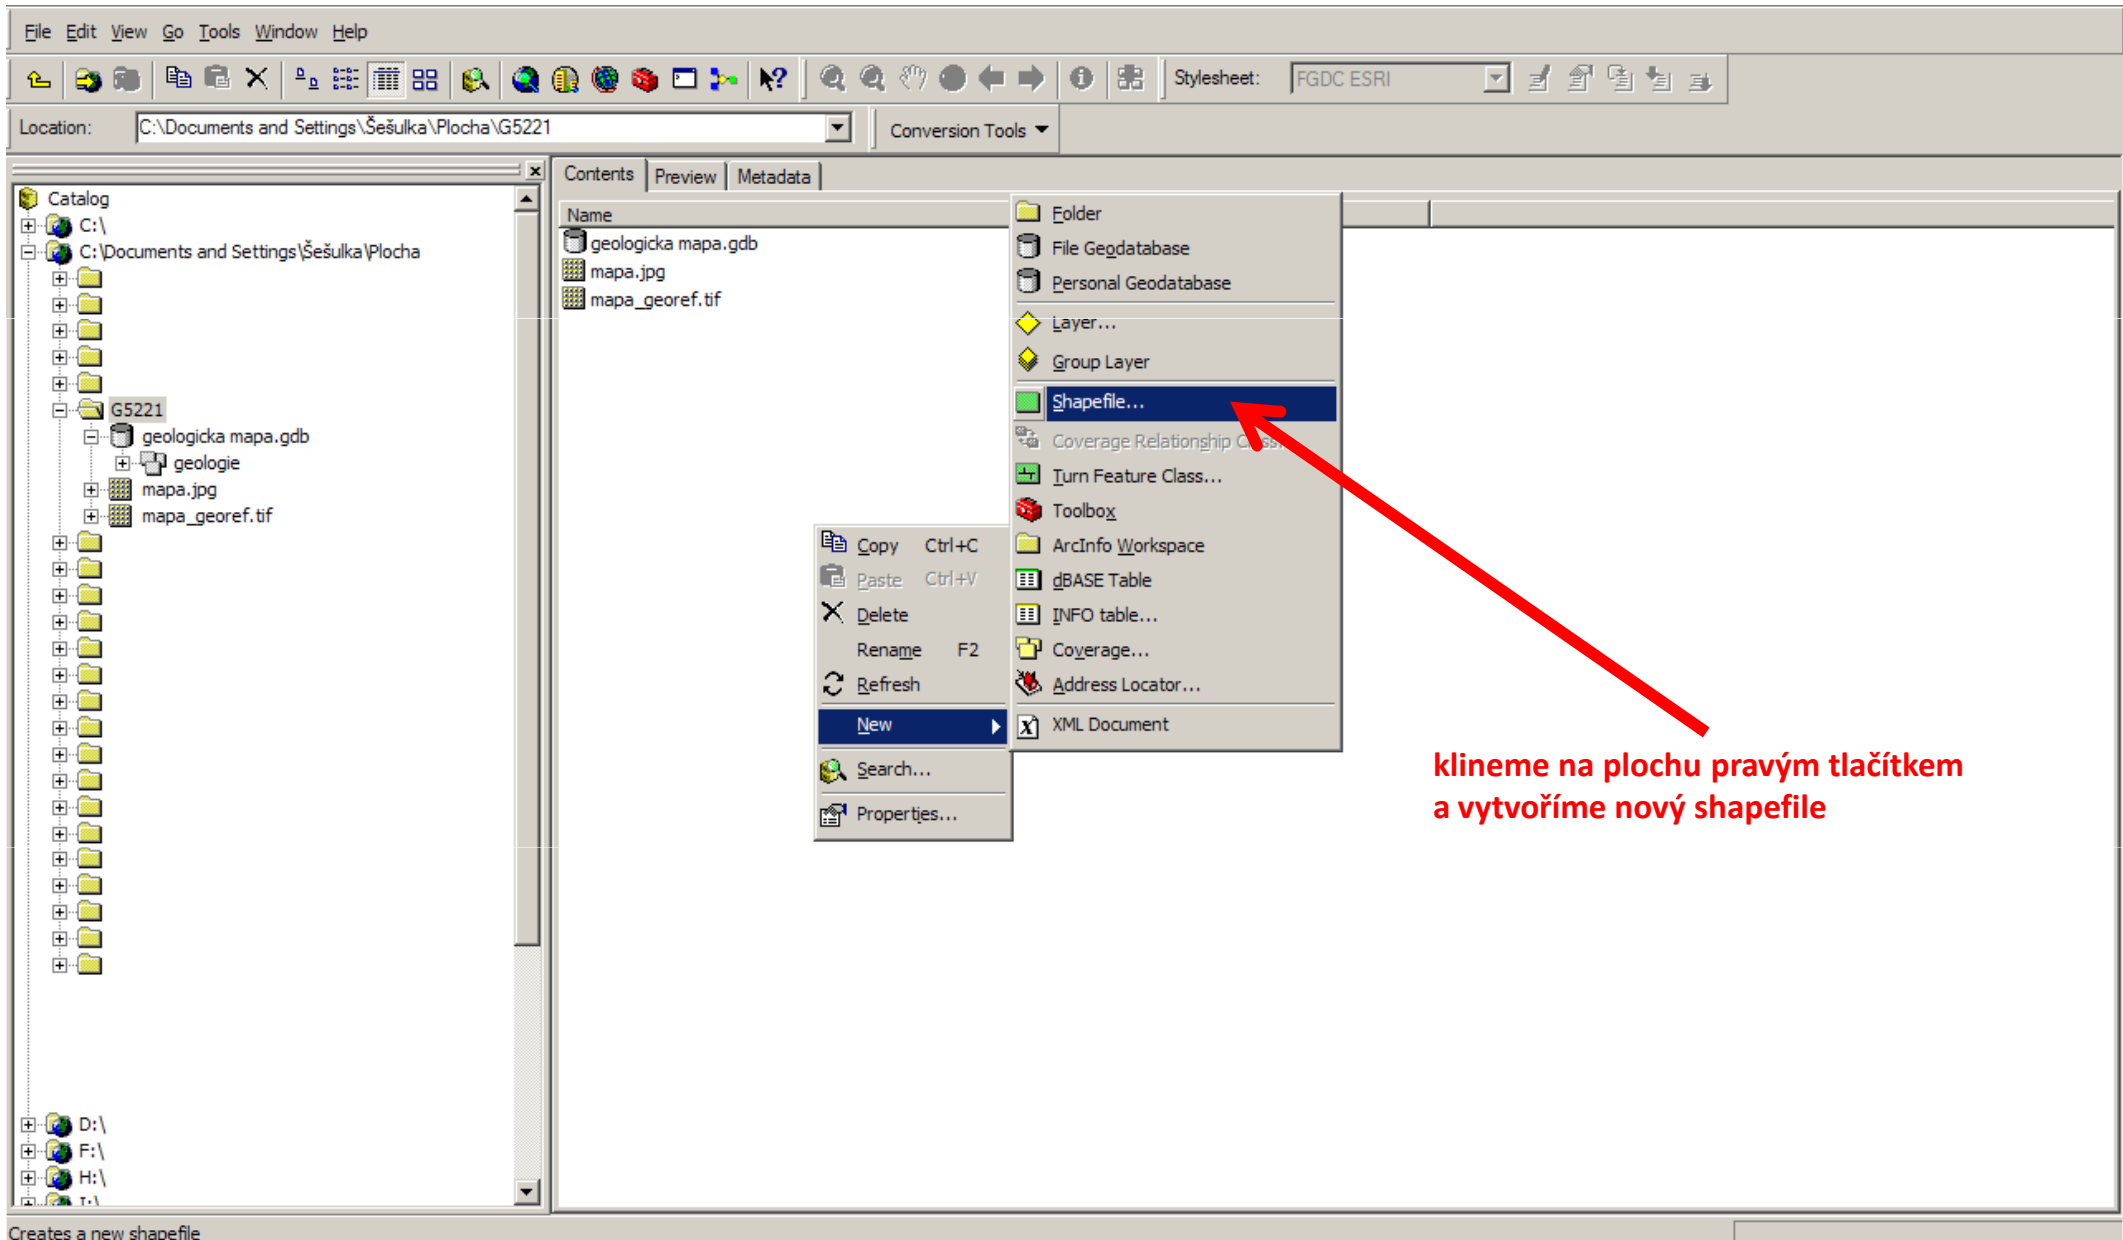 File Edit View Go Tools Window Help
Stylesheet: FGDC ESRI
Location: C:\Documents and Settings\Šešulka\Plocha\G5221 Conversion Tools
Contents Preview Metadata
Catalog
C:\
C:\Documents and Settings\Šešulka\Plocha
G5221
geologicka mapa.gdb
geologie
mapa.jpg
mapa_georef.tif
D:\
F:\
H:\
I:\
Name
geologicka mapa.gdb
mapa.jpg
mapa_georef.tif
Copy Ctrl+C
Paste Ctrl+V
Delete
Rename F2
Refresh
New
Search...
Properties...
Folder
File Geodatabase
Personal Geodatabase
Layer...
Group Layer
Shapefile...
Coverage Relationship Class...
Turn Feature Class...
Toolbox
ArcInfo Workspace
dBASE Table
INFO table...
Coverage...
Address Locator...
XML Document
klineme na plochu pravým tlačítkem
a vytvoříme nový shapefile
Creates a new shapefile